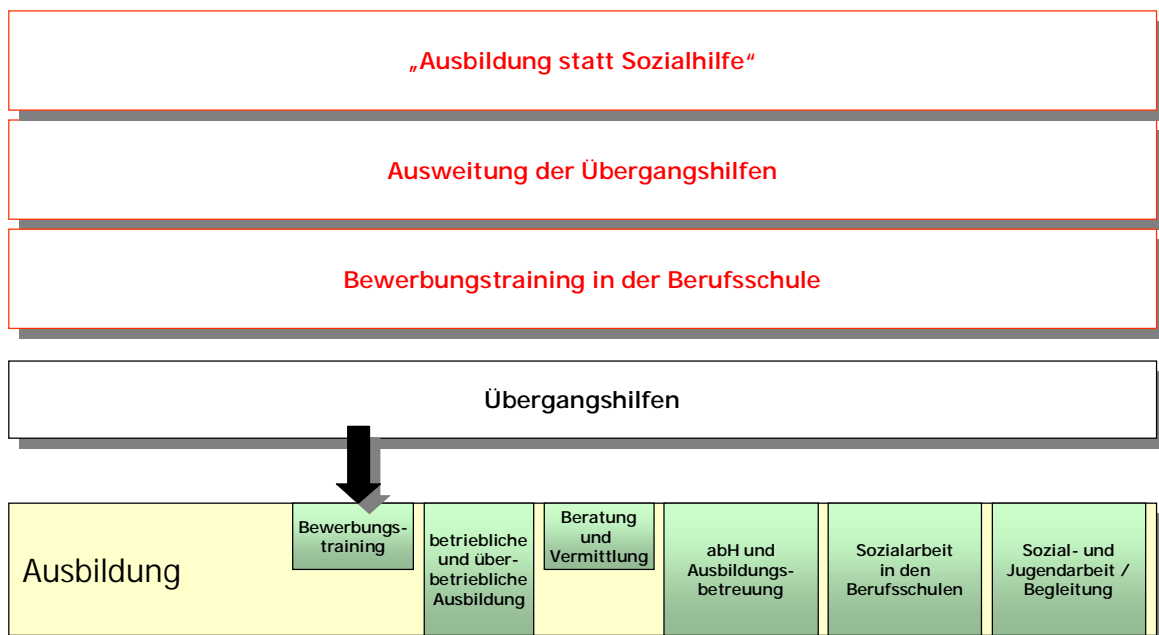 „Ausbildung statt Sozialhilfe“
Ausweitung der Übergangshilfen
Bewerbungstraining in der Berufsschule
Übergangshilfen
Ausbildung
Bewerbungs-
training
betriebliche
und über-
betriebliche
Ausbildung
Beratung
und
Vermittlung
abH und
Ausbildungs-
betreuung
Sozialarbeit
in den
Berufsschulen
Sozial- und
Jugendarbeit /
Begleitung